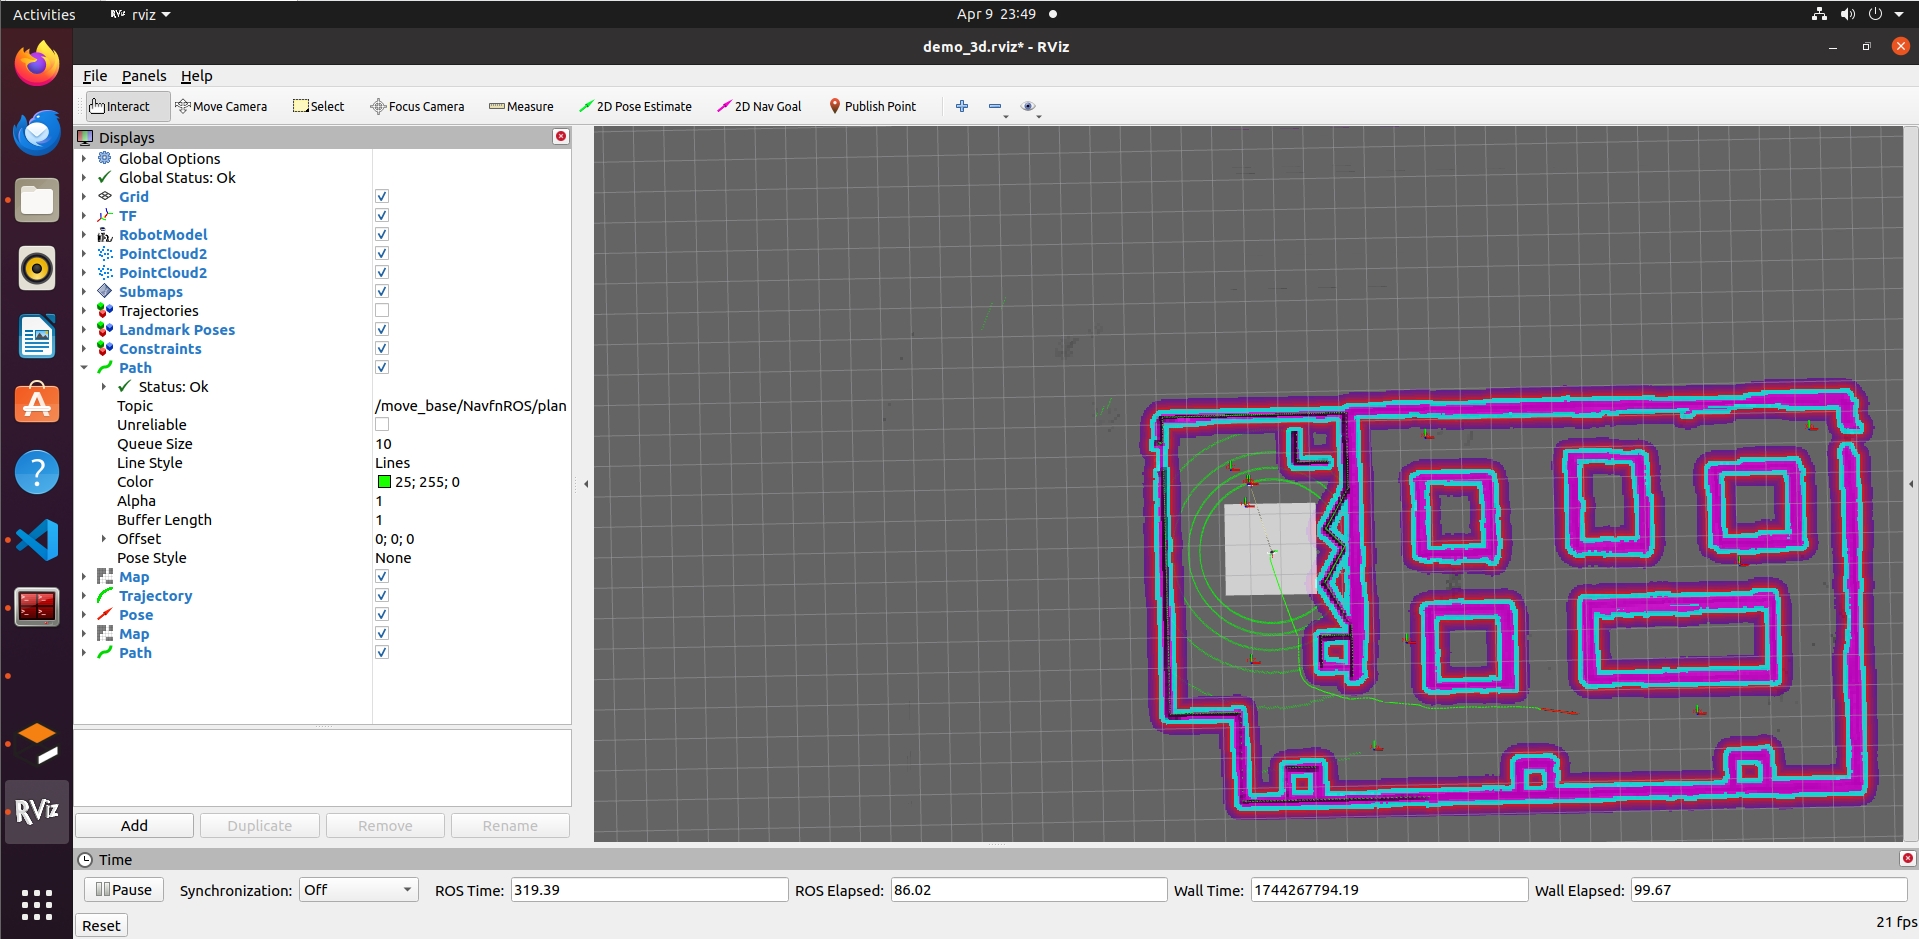 Activities
RViz rviz
Apr 9 23:49
demo_3d.rviz* - RViz
File Panels Help
Interact Move Camera Select Focus Camera Measure 2D Pose Estimate 2D Nav Goal Publish Point
Displays
Global Options
Global Status: Ok
Grid
TF
RobotModel
PointCloud2
PointCloud2
Submaps
Trajectories
Landmark Poses
Constraints
Path
Status: Ok
Topic /move_base/NavfnROS/plan
Unreliable
Queue Size 10
Line Style Lines
Color 25; 255; 0
Alpha 1
Buffer Length 1
Offset 0; 0; 0
Pose Style None
Map
Trajectory
Pose
Map
Path
Add Duplicate Remove Rename
RViz
Time
Pause Synchronization: Off ROS Time: 319.39 ROS Elapsed: 86.02 Wall Time: 1744267794.19 Wall Elapsed: 99.67
Reset
21 fps